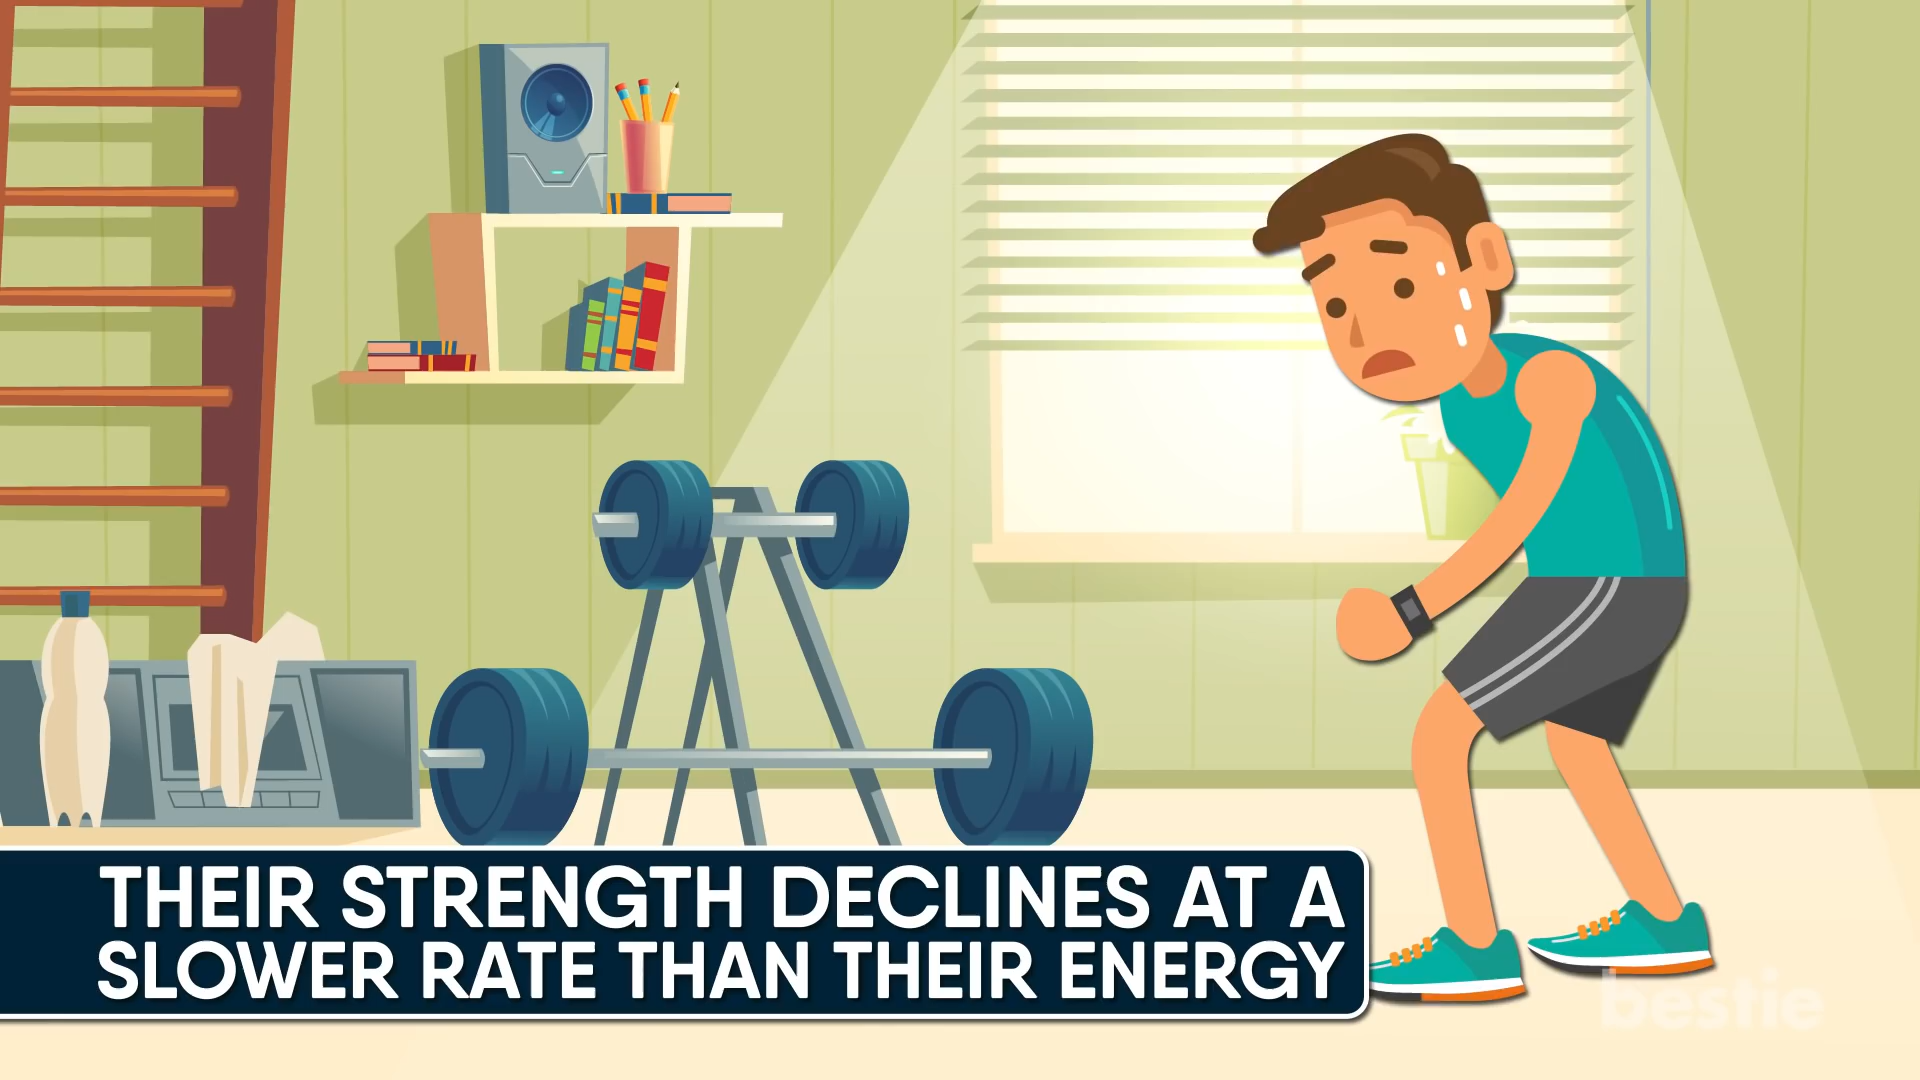 THEIR STRENGTH DECLINES AT A
SLOWER RATE THAN THEIR ENERGY
bestie